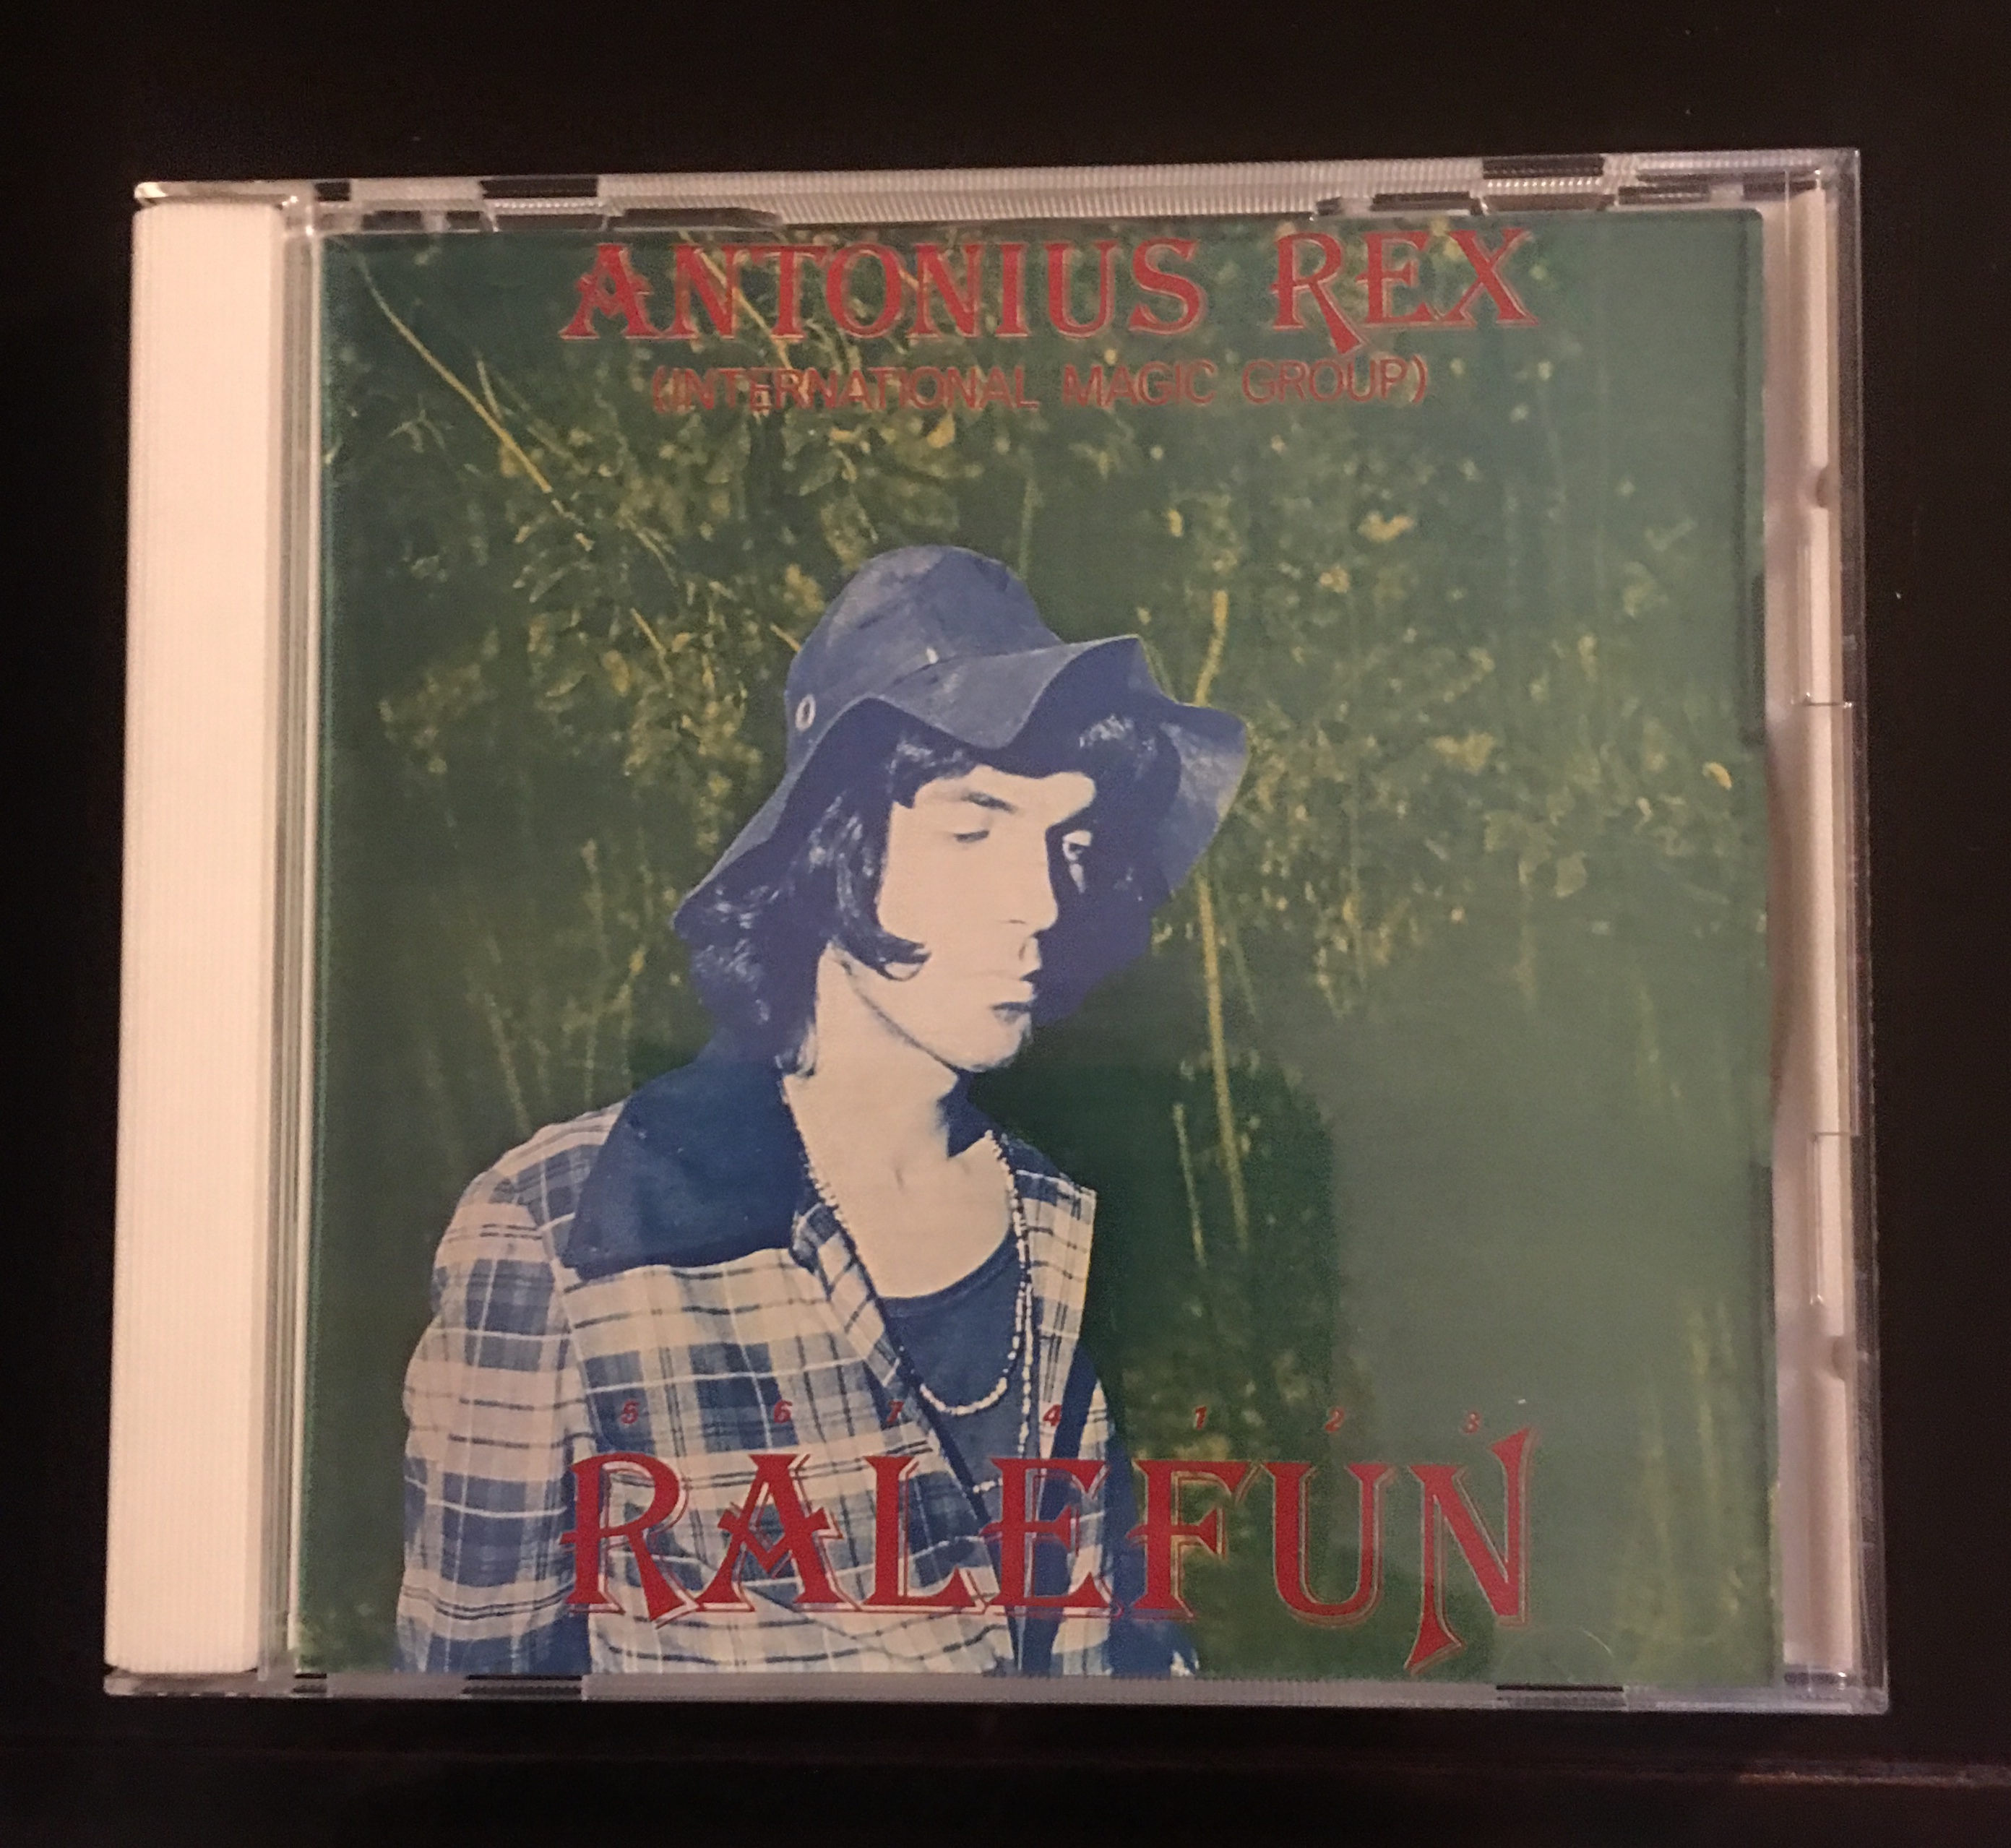 ANTONIUS REX
(INTERNATIONAL MAGIC GROUP)
5 6 7 4 1 2 3
RALEFUN